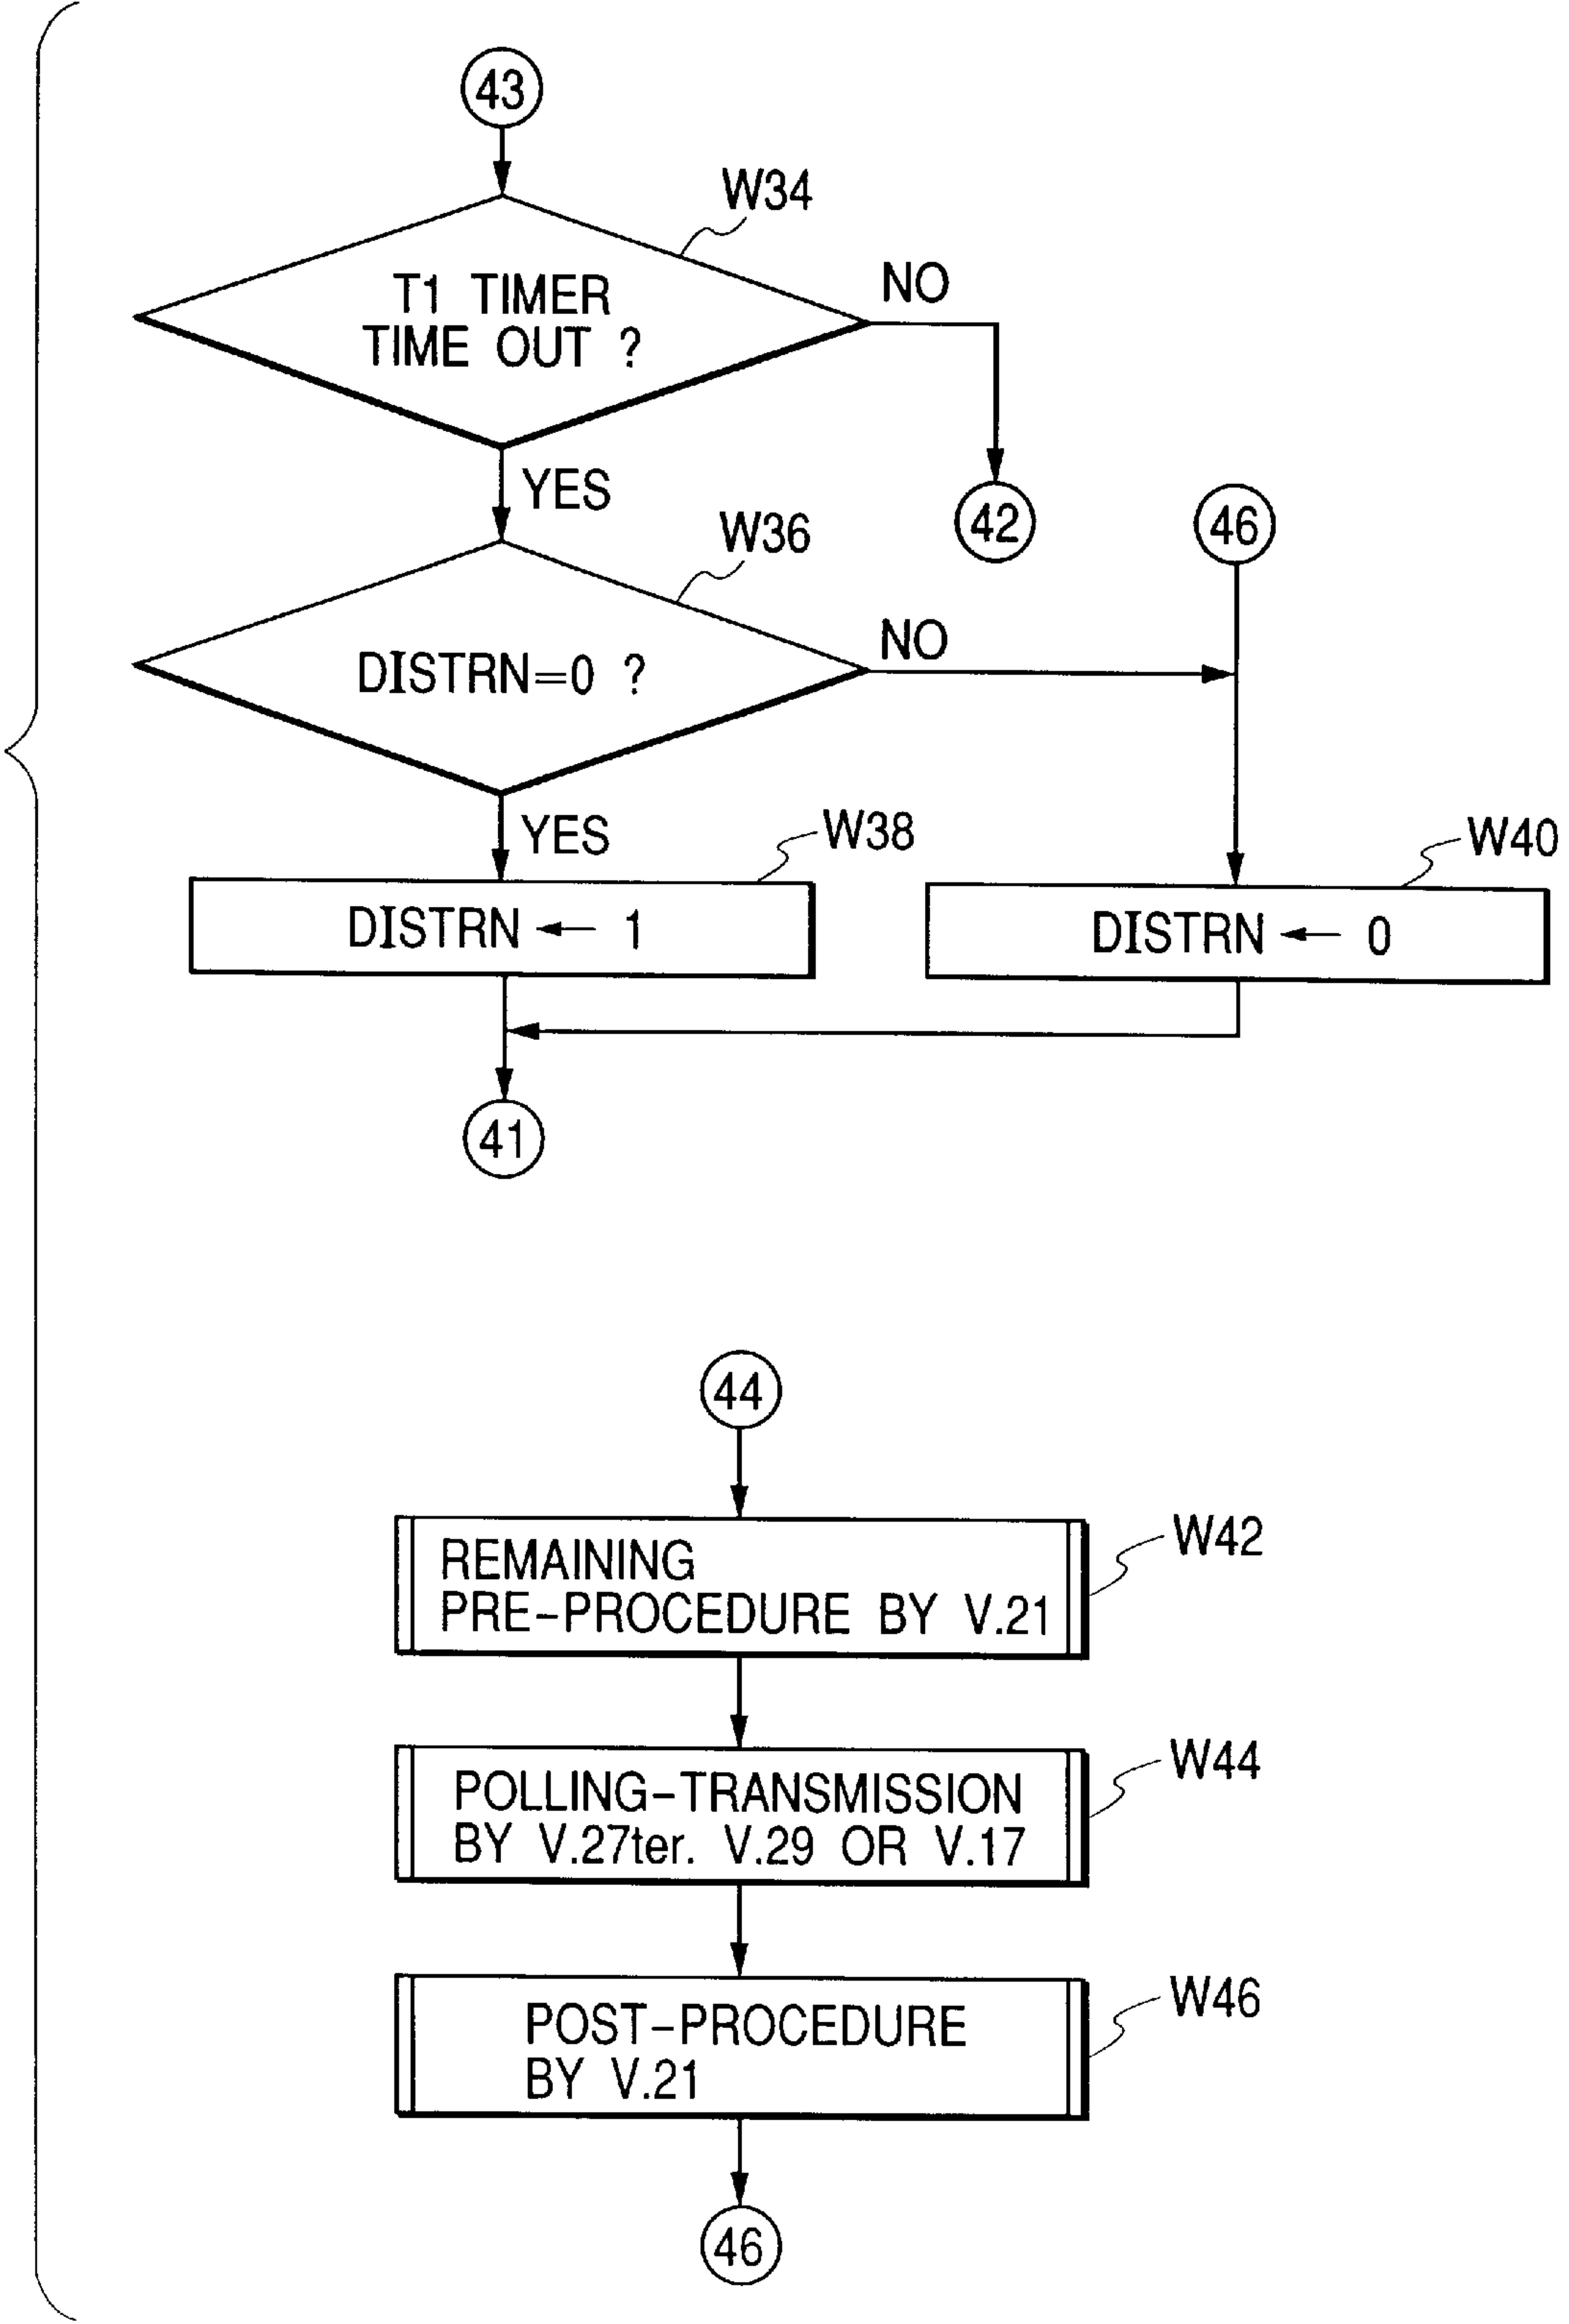 43
W34
T1 TIMER
TIME OUT ?
NO
YES
42
46
W36
DISTRN=0 ?
NO
YES
W38
W40
DISTRN ← 1
DISTRN ← 0
41
44
W42
REMAINING
PRE-PROCEDURE BY V.21
W44
POLLING-TRANSMISSION
BY V.27ter. V.29 OR V.17
W46
POST-PROCEDURE
BY V.21
46